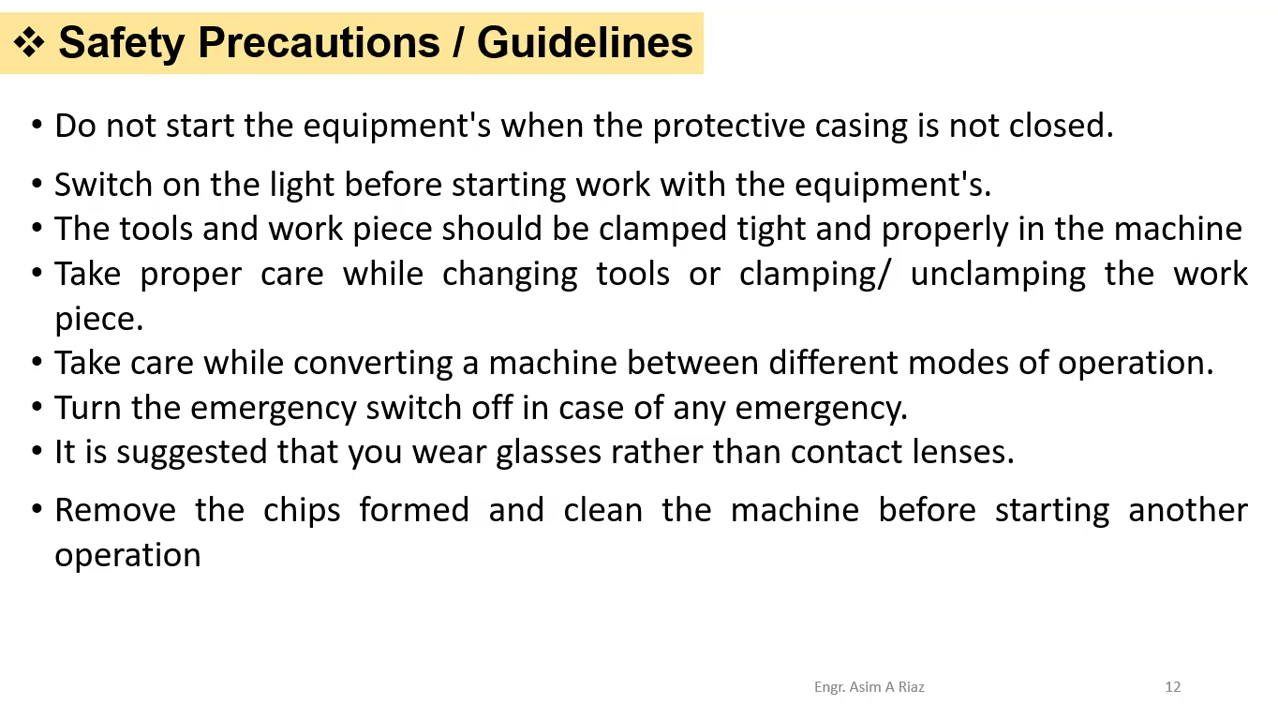 ❖ Safety Precautions / Guidelines
• Do not start the equipment's when the protective casing is not closed.
• Switch on the light before starting work with the equipment's.
• The tools and work piece should be clamped tight and properly in the machine
• Take proper care while changing tools or clamping/ unclamping the work
piece.
• Take care while converting a machine between different modes of operation.
• Turn the emergency switch off in case of any emergency.
• It is suggested that you wear glasses rather than contact lenses.
• Remove the chips formed and clean the machine before starting another
operation
Engr. Asim A Riaz
12